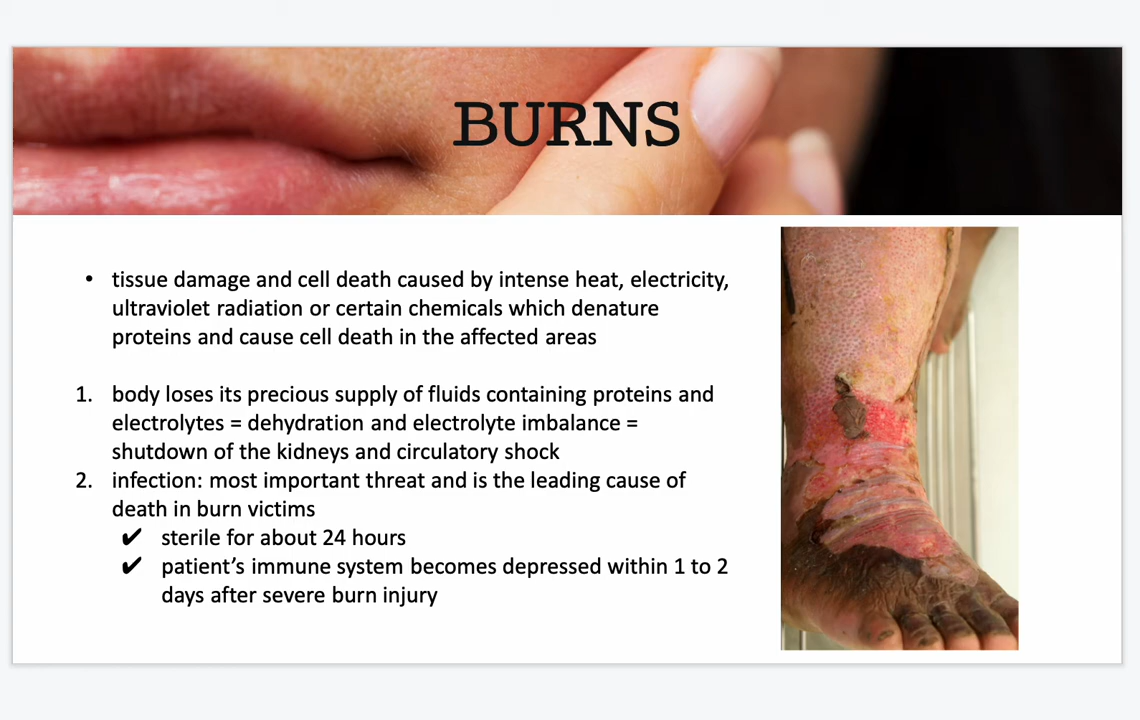 BURNS
• tissue damage and cell death caused by intense heat, electricity,
ultraviolet radiation or certain chemicals which denature
proteins and cause cell death in the affected areas
1. body loses its precious supply of fluids containing proteins and
electrolytes = dehydration and electrolyte imbalance =
shutdown of the kidneys and circulatory shock
2. infection: most important threat and is the leading cause of
death in burn victims
✔ sterile for about 24 hours
✔ patient’s immune system becomes depressed within 1 to 2
days after severe burn injury